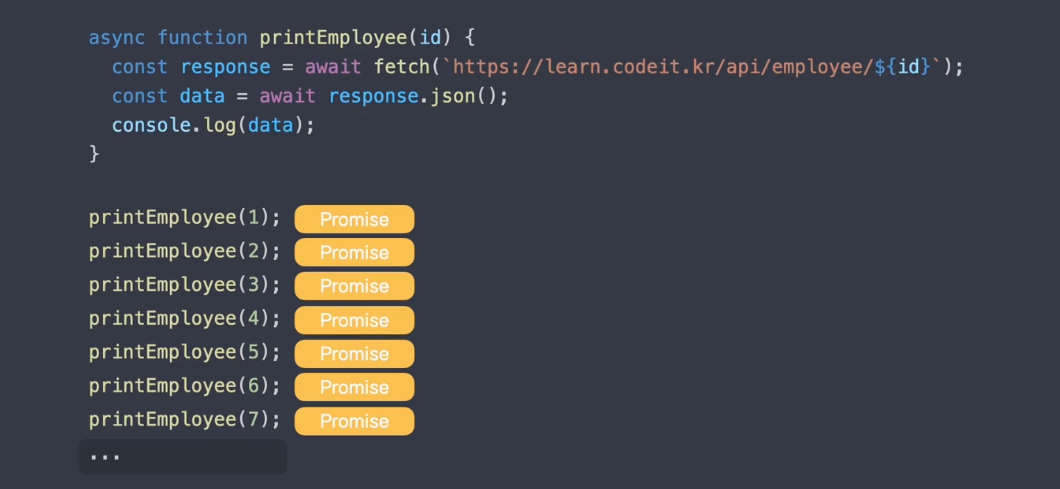 async function printEmployee(id) {
  const response = await fetch(`https://learn.codeit.kr/api/employee/${id}`);
  const data = await response.json();
  console.log(data);
}
printEmployee(1); Promise
printEmployee(2); Promise
printEmployee(3); Promise
printEmployee(4); Promise
printEmployee(5); Promise
printEmployee(6); Promise
printEmployee(7); Promise
...